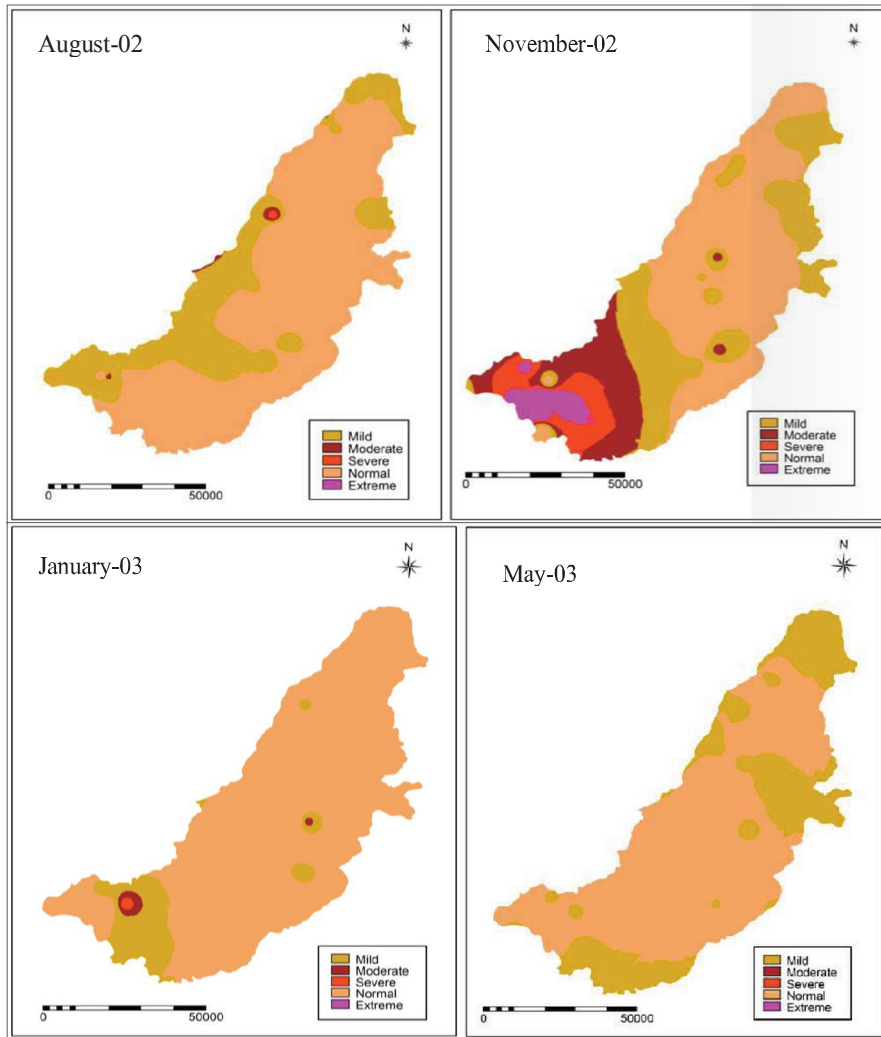 August-02
N
Mild
Moderate
Severe
Normal
Extreme
0 50000
November-02
N
Mild
Moderate
Severe
Normal
Extreme
0 50000
January-03
N
Mild
Moderate
Severe
Normal
Extreme
0 50000
May-03
N
Mild
Moderate
Severe
Normal
Extreme
0 50000